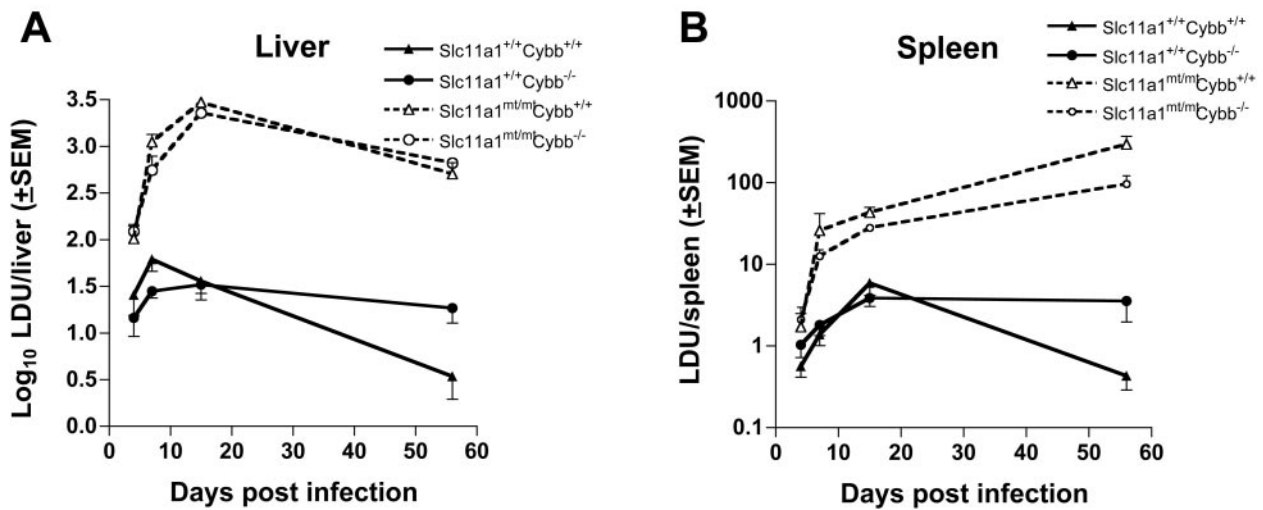 A
Liver
Slc11a1+/+Cybb+/+
Slc11a1+/+Cybb-/-
Slc11a1mt/mtCybb+/+
Slc11a1mt/mtCybb-/-
Log10 LDU/liver (±SEM)
3.5
3.0
2.5
2.0
1.5
1.0
0.5
0.0
0 10 20 30 40 50 60
Days post infection
B
Spleen
Slc11a1+/+Cybb+/+
Slc11a1+/+Cybb-/-
Slc11a1mt/mtCybb+/+
Slc11a1mt/mtCybb-/-
LDU/spleen (±SEM)
1000
100
10
1
0.1
0 10 20 30 40 50 60
Days post infection